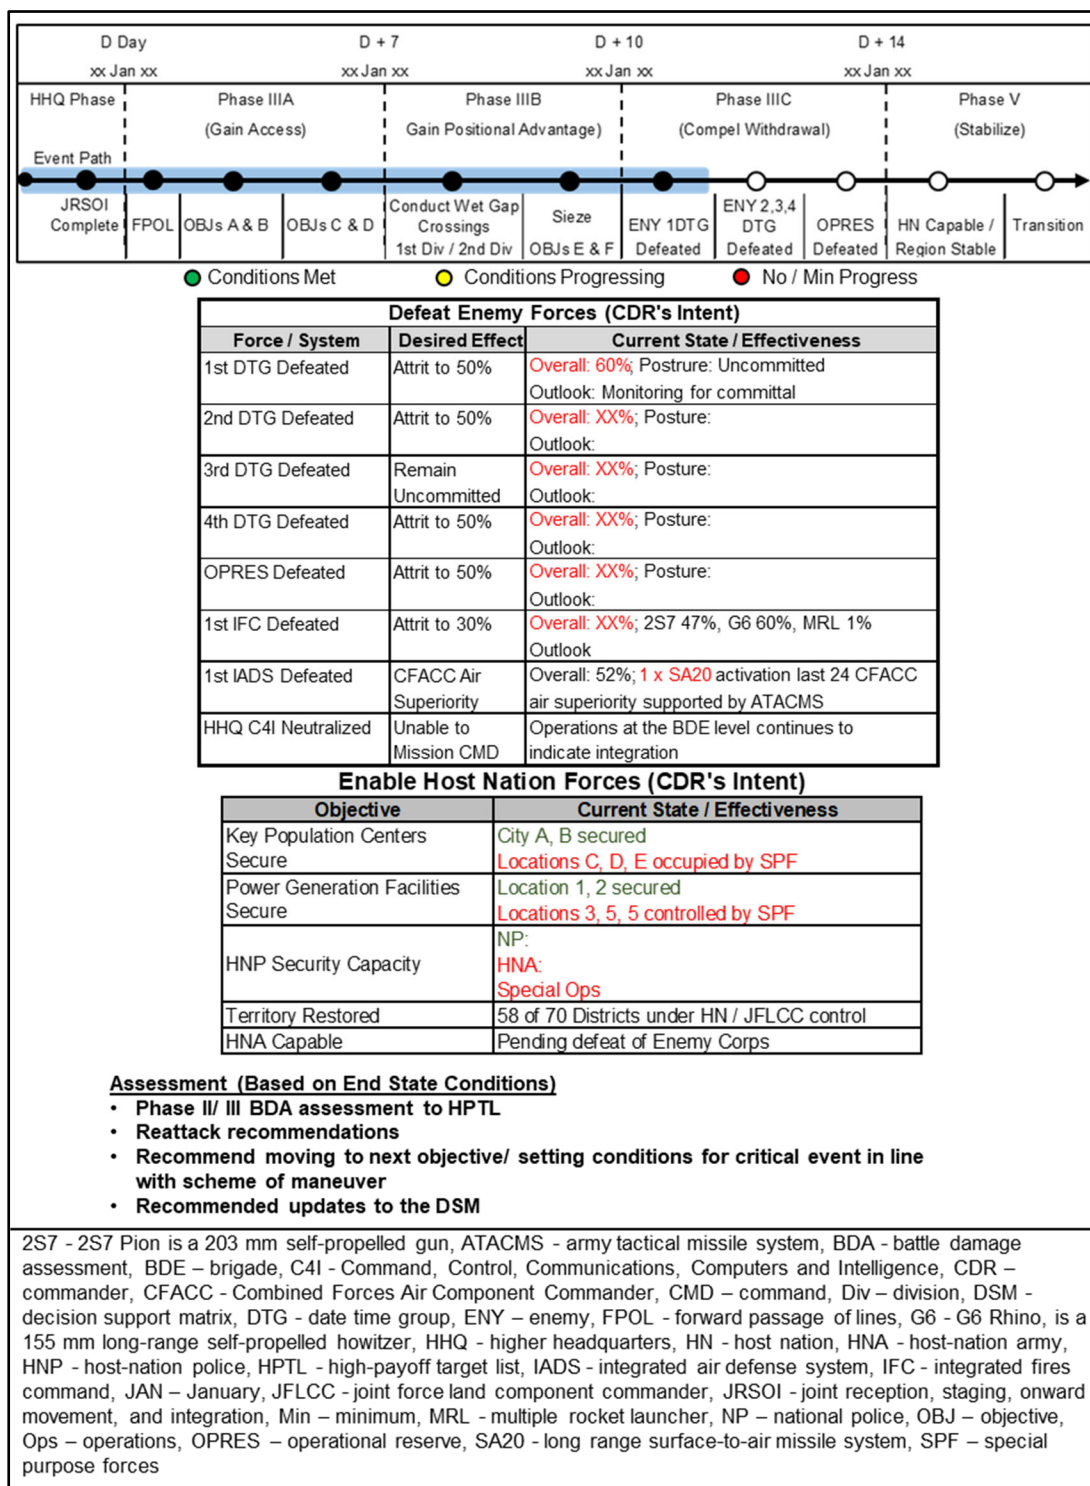 D Day D + 7 D + 10 D + 14
xx Jan xx xx Jan xx xx Jan xx xx Jan xx
HHQ Phase Phase IIIA Phase IIIB Phase IIIC Phase V
(Gain Access) Gain Positional Advantage) (Compel Withdrawal) (Stabilize)
Event Path
JRSOI Complete
FPOL
OBJs A & B
OBJs C & D
Conduct Wet Gap
Crossings
1st Div / 2nd Div
Sieze
OBJs E & F
ENY 1DTG
Defeated
ENY 2,3,4
DTG
Defeated
OPRES
Defeated
HN Capable /
Region Stable
Transition
Conditions Met Conditions Progressing No / Min Progress
Defeat Enemy Forces (CDR's Intent)
Force / System Desired Effect Current State / Effectiveness
1st DTG Defeated Attrit to 50% Overall: 60%; Postrure: Uncommitted
Outlook: Monitoring for committal
2nd DTG Defeated Attrit to 50% Overall: XX%; Posture:
Outlook:
3rd DTG Defeated Remain Overall: XX%; Posture:
Uncommitted Outlook:
4th DTG Defeated Attrit to 50% Overall: XX%; Posture:
Outlook:
OPRES Defeated Attrit to 50% Overall: XX%; Posture:
Outlook:
1st IFC Defeated Attrit to 30% Overall: XX%; 2S7 47%, G6 60%, MRL 1%
Outlook
1st IADS Defeated CFACC Air Overall: 52%; 1 x SA20 activation last 24 CFACC
Superiority air superiority supported by ATACMS
HHQ C4I Neutralized Unable to Operations at the BDE level continues to
Mission CMD indicate integration
Enable Host Nation Forces (CDR's Intent)
Objective Current State / Effectiveness
Key Population Centers City A, B secured
Secure Locations C, D, E occupied by SPF
Power Generation Facilities Location 1, 2 secured
Secure Locations 3, 5, 5 controlled by SPF
NP:
HNP Security Capacity HNA:
Special Ops
Territory Restored 58 of 70 Districts under HN / JFLCC control
HNA Capable Pending defeat of Enemy Corps
Assessment (Based on End State Conditions)
• Phase II/ III BDA assessment to HPTL
• Reattack recommendations
• Recommend moving to next objective/ setting conditions for critical event in line
with scheme of maneuver
• Recommended updates to the DSM
2S7 - 2S7 Pion is a 203 mm self-propelled gun, ATACMS - army tactical missile system, BDA - battle damage
assessment, BDE – brigade, C4I - Command, Control, Communications, Computers and Intelligence, CDR –
commander, CFACC - Combined Forces Air Component Commander, CMD – command, Div – division, DSM -
decision support matrix, DTG - date time group, ENY – enemy, FPOL - forward passage of lines, G6 - G6 Rhino, is a
155 mm long-range self-propelled howitzer, HHQ - higher headquarters, HN - host nation, HNA - host-nation army,
HNP - host-nation police, HPTL - high-payoff target list, IADS - integrated air defense system, IFC - integrated fires
command, JAN – January, JFLCC - joint force land component commander, JRSOI - joint reception, staging, onward
movement, and integration, Min – minimum, MRL - multiple rocket launcher, NP – national police, OBJ – objective,
Ops – operations, OPRES – operational reserve, SA20 - long range surface-to-air missile system, SPF – special
purpose forces